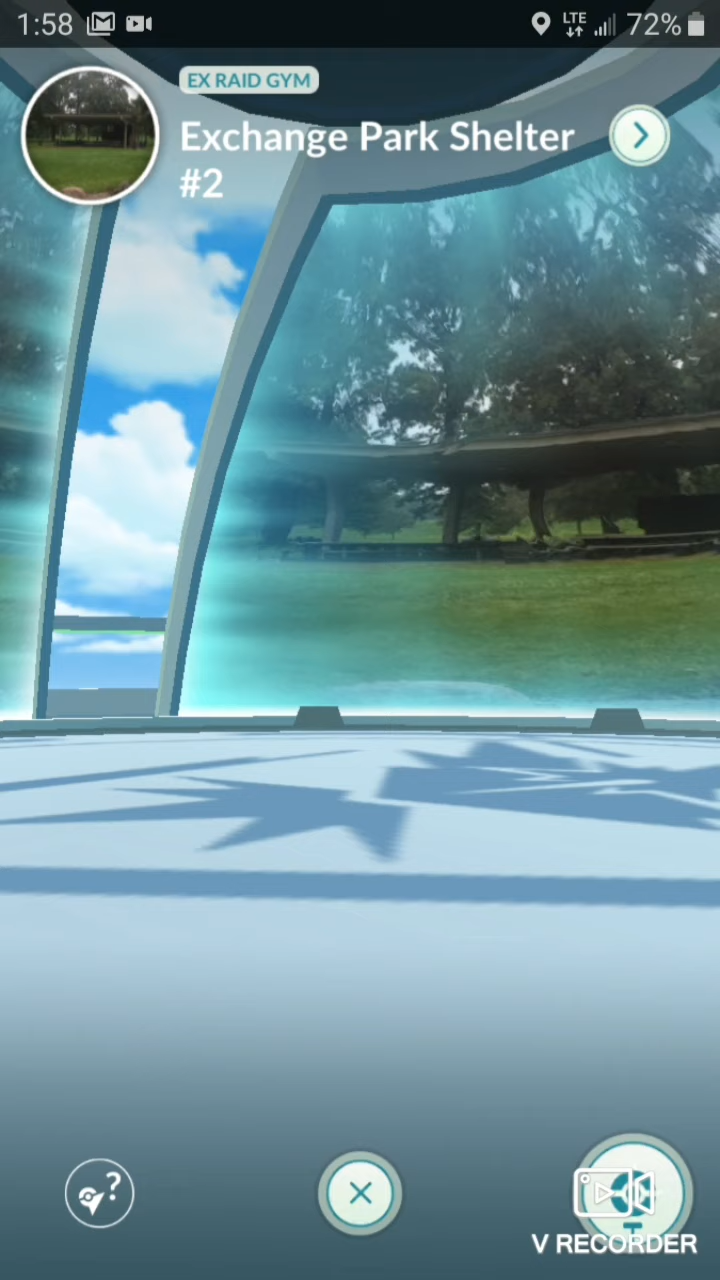 1:58
LTE
72%
EX RAID GYM
Exchange Park Shelter
#2
?
V RECORDER